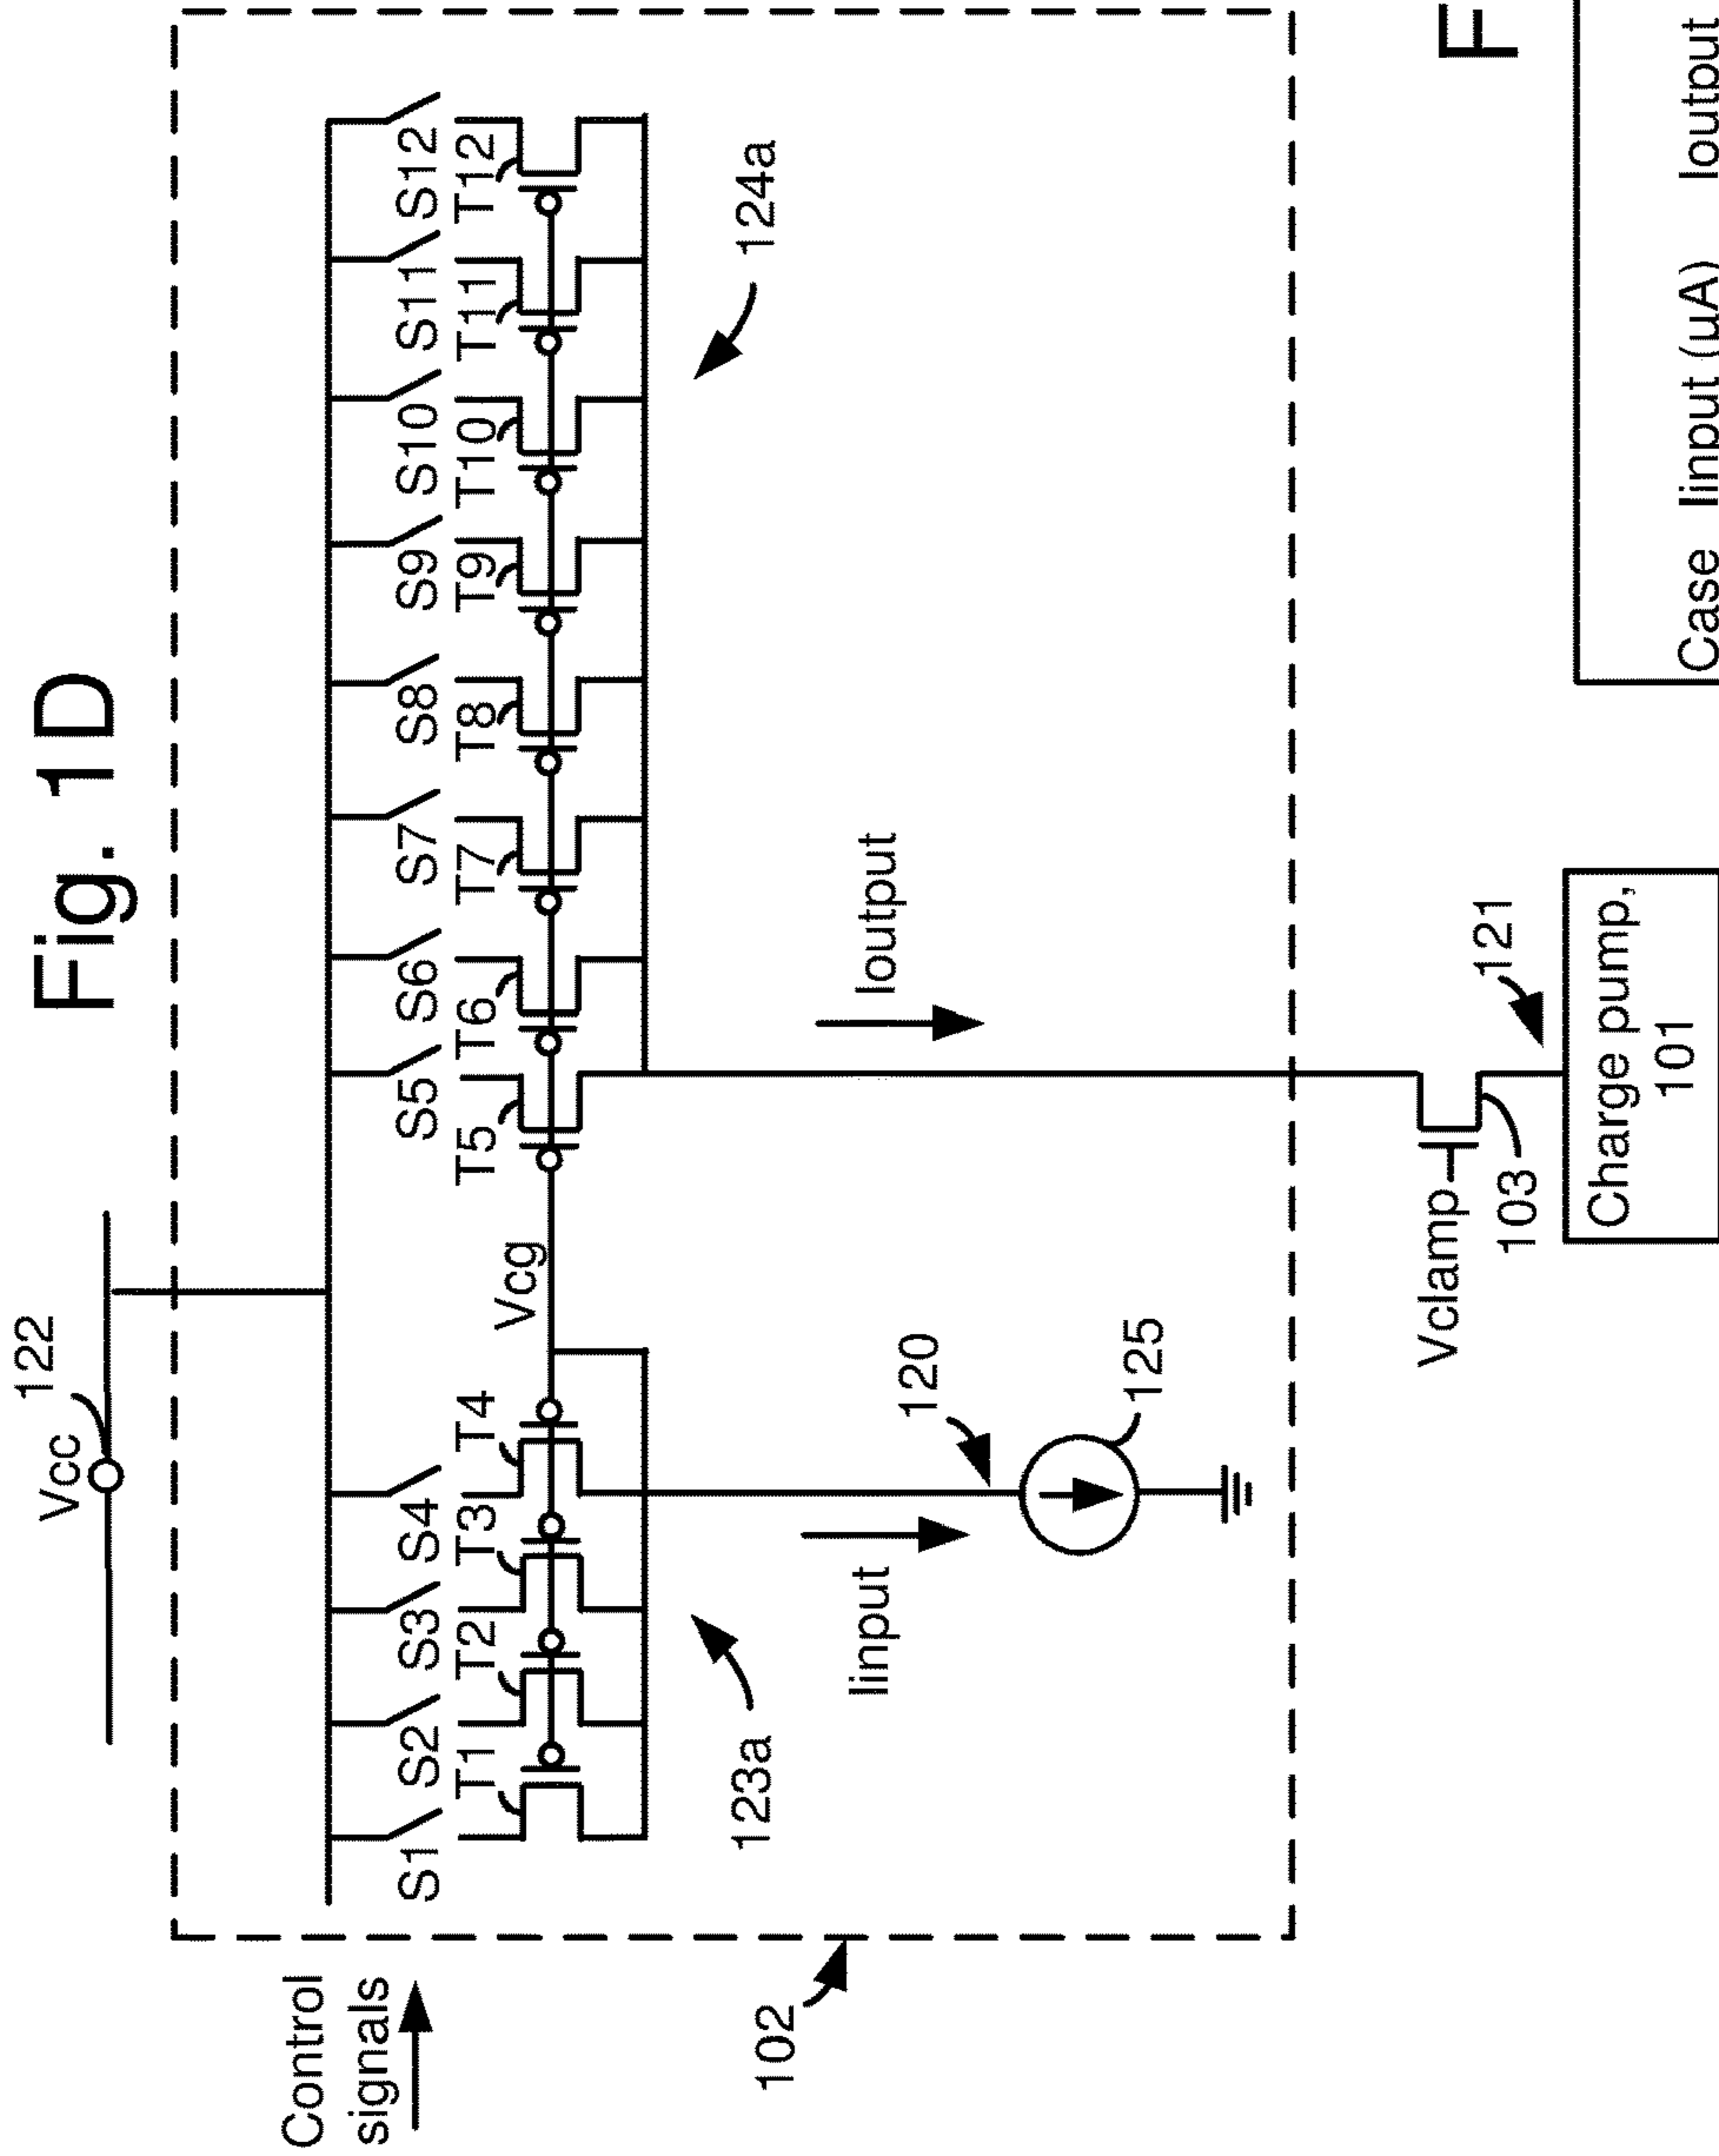 Fig. 1D
Vcc
122
Control
signals
S1
S2
S3
S4
S5
S6
S7
S8
S9
S10
S11
S12
T1
T2
T3
T4
T5
T6
T7
T8
T9
T10
T11
T12
Vcg
123a
124a
102
Iinput
120
125
Ioutput
Vclamp
103
121
Charge pump,
101
F
Case Iinput (µA) Ioutput